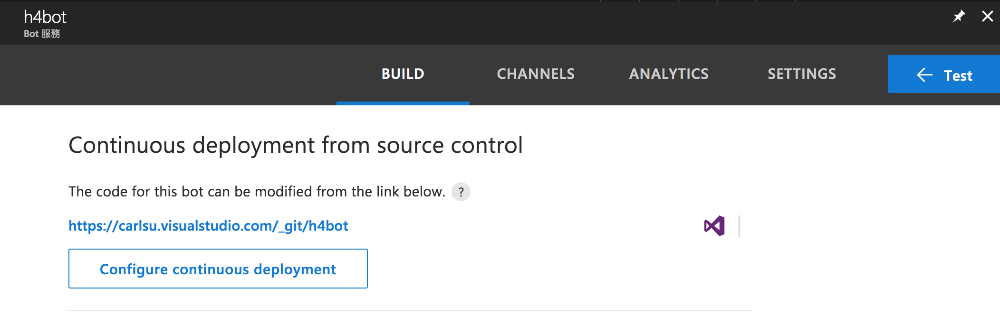 h4bot
Bot 服務
BUILD CHANNELS ANALYTICS SETTINGS Test
Continuous deployment from source control
The code for this bot can be modified from the link below. ?
https://carlsu.visualstudio.com/_git/h4bot
Configure continuous deployment